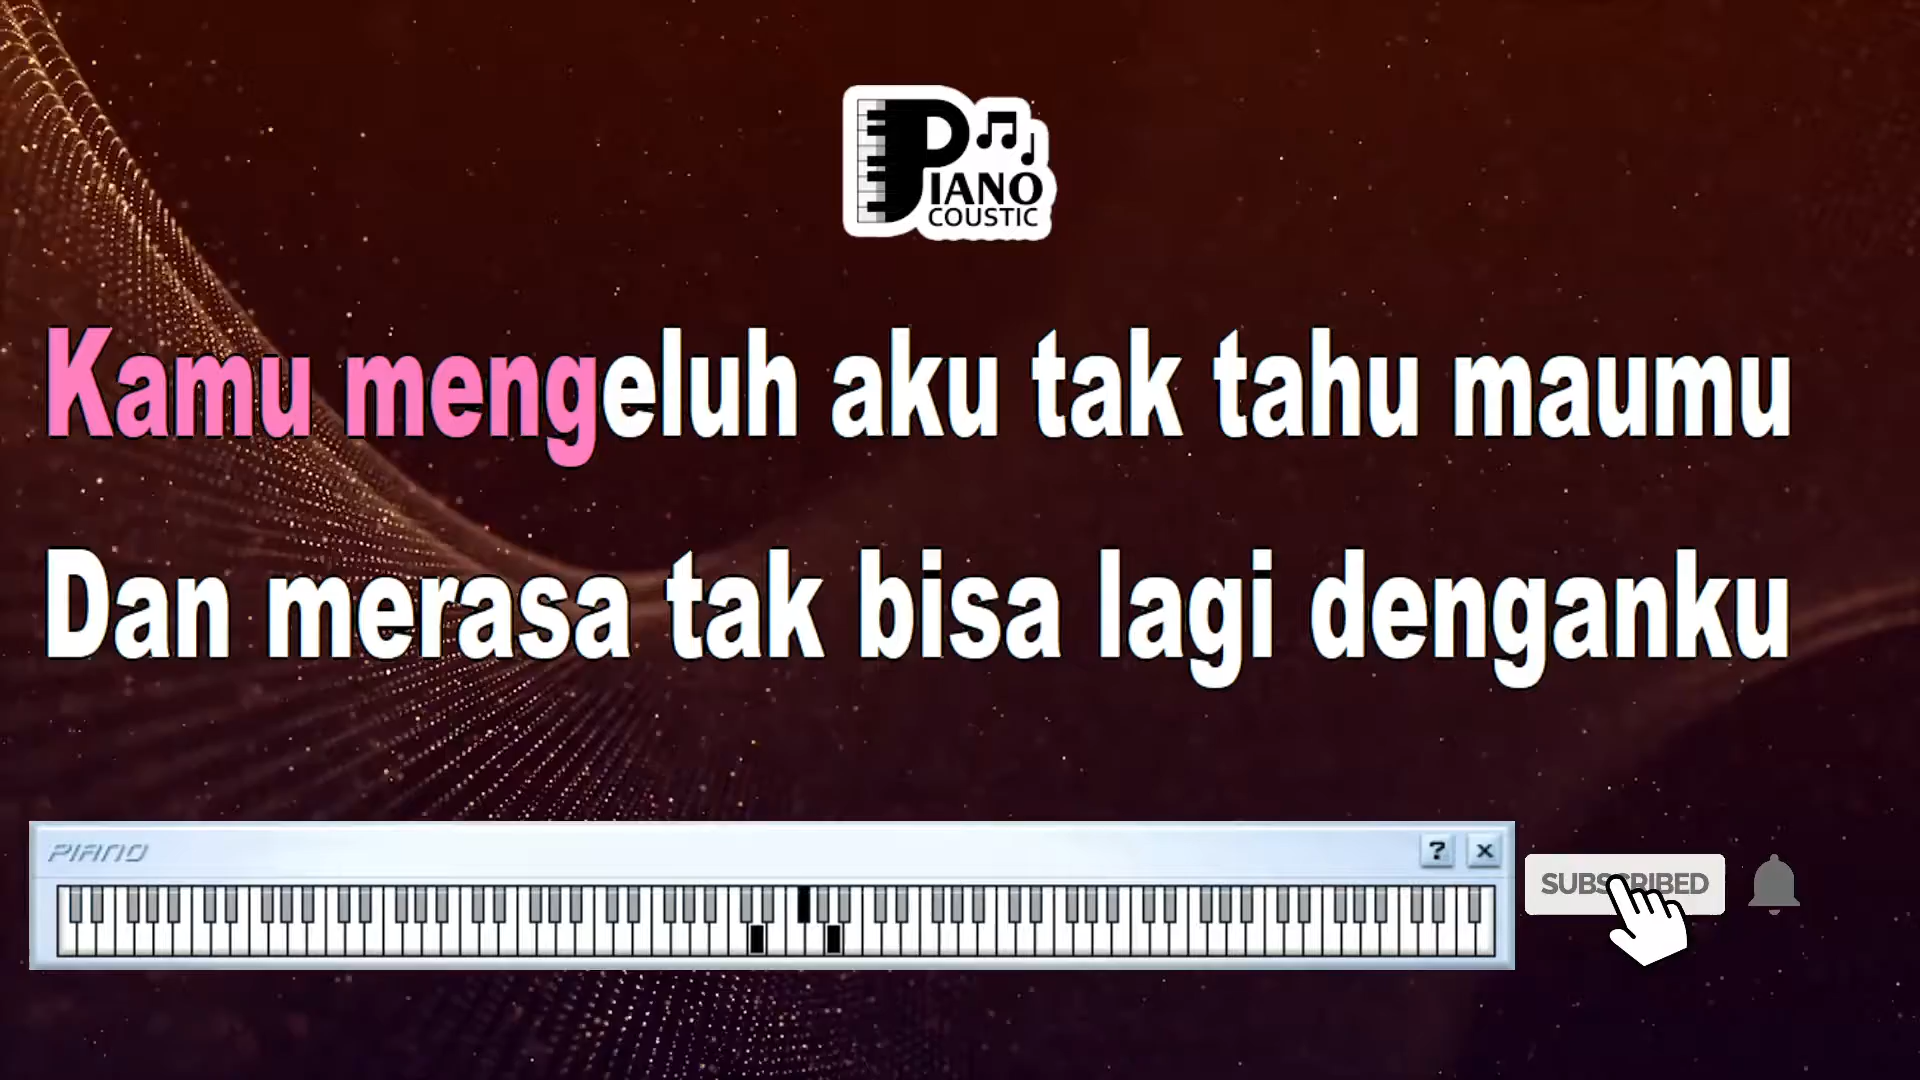 PIANO
COUSTIC
Kamu mengeluh aku tak tahu maumu
Dan merasa tak bisa lagi denganku
PIANO
? ×
SUBSCRIBED